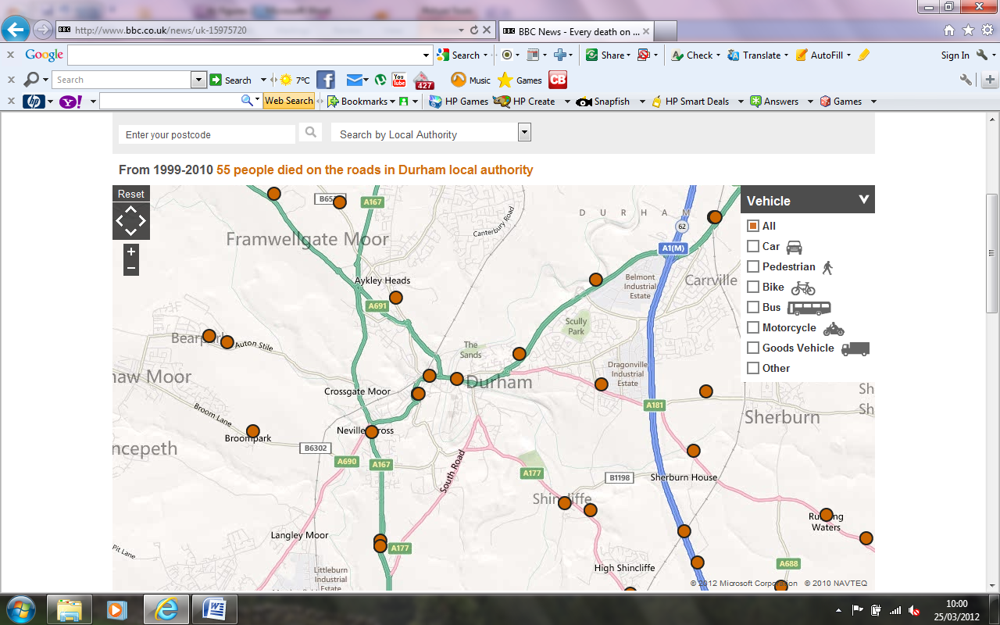 http://www.bbc.co.uk/news/uk-15975720
BBC
BBC News - Every death on ...
Google
Search
Share
Check
Translate
AutoFill
Sign In
Search
Search
7°C
You Tube
427
Music
Games
CB
hp
Y!
Web Search
Bookmarks
HP Games
HP Create
Snapfish
HP Smart Deals
Answers
Games
Enter your postcode
Search by Local Authority
From 1999-2010 55 people died on the roads in Durham local authority
Reset
+
−
Vehicle
All
Car
Pedestrian
Bike
Bus
Motorcycle
Goods Vehicle
Other
A167
DURHAM
62
Canterbury Road
Framwellgate Moor
A1(M)
Aykley Heads
Belmont
Industrial
Estate
Carrville
A691
Scully
Park
Auton Stile
The
Sands
Dragonville
Industrial
Estate
haw Moor
Durham
Crossgate Moor
Sh
Sh
A181
Broom Lane
Sherburn
Broompark
ncepeth
B6302
A690
A167
South Road
A177
B1198
Sherburn House
Langley Moor
Pit Lane
A177
Littleburn
Industrial
Estate
High Shincliffe
Waters
A688
© 2012 Microsoft Corporation © 2010 NAVTEQ
10:00
25/03/2012